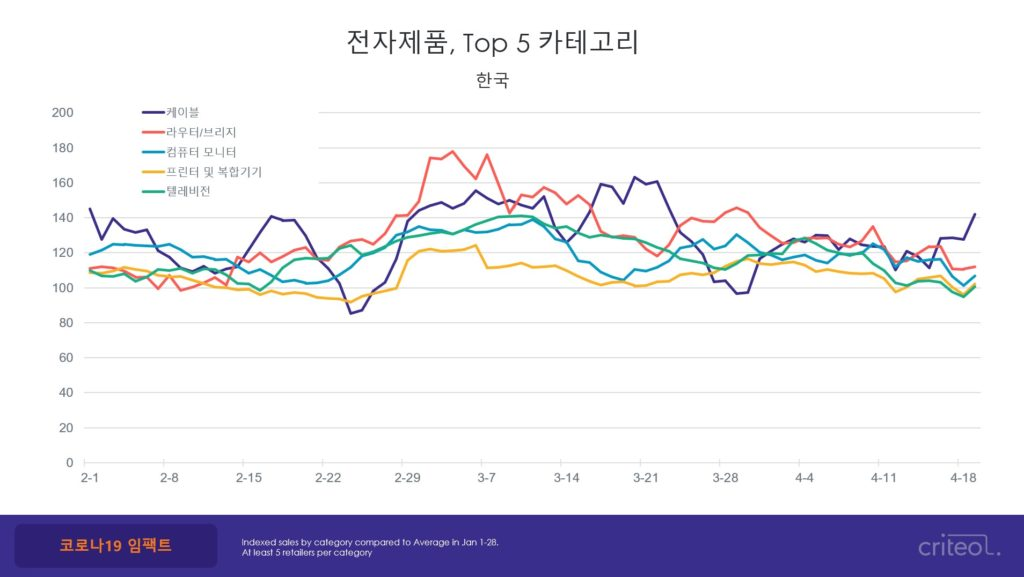 전자제품, Top 5 카테고리
한국
케이블
라우터/브리지
컴퓨터 모니터
프린터 및 복합기기
텔레비전
200
180
160
140
120
100
80
60
40
20
0
2-1 2-8 2-15 2-22 2-29 3-7 3-14 3-21 3-28 4-4 4-11 4-18
코로나19 임팩트
Indexed sales by category compared to Average in Jan 1-28.
At least 5 retailers per category
criteo.